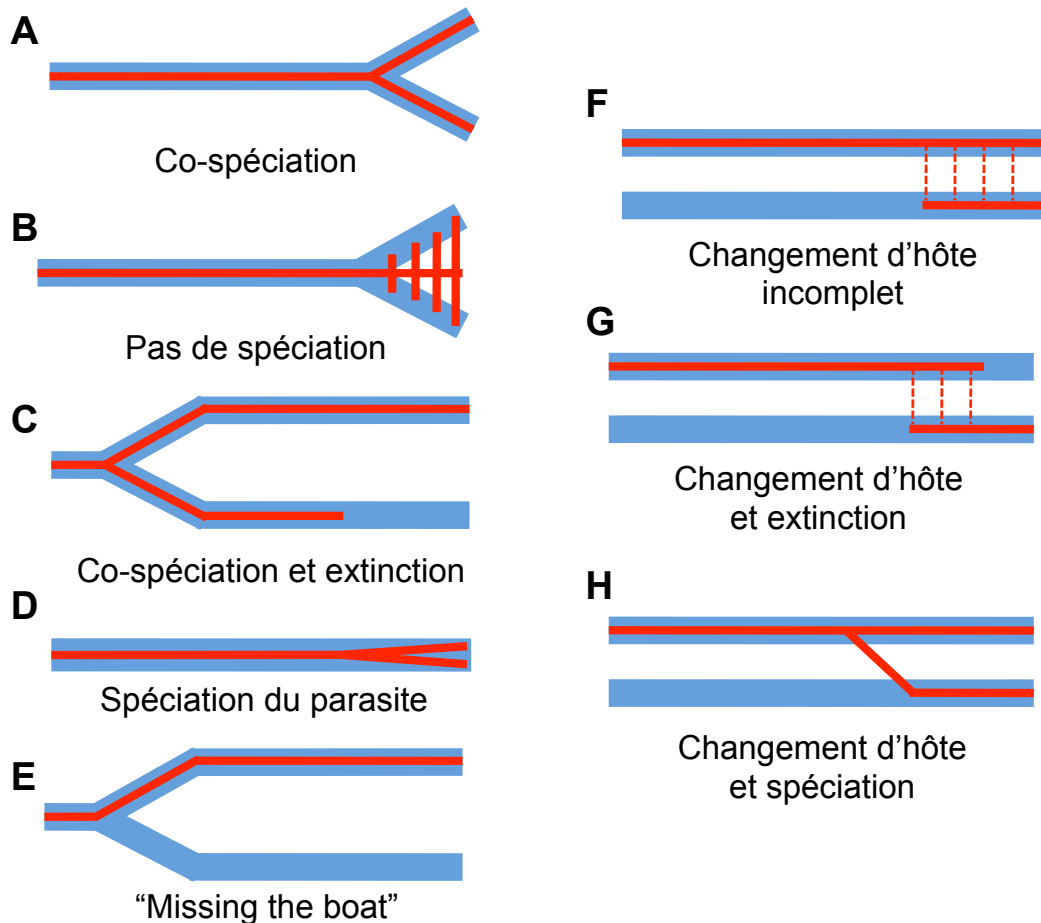 A
Co-spéciation
B
Pas de spéciation
C
Co-spéciation et extinction
D
Spéciation du parasite
E
“Missing the boat”
F
Changement d’hôte
incomplet
G
Changement d’hôte
et extinction
H
Changement d’hôte
et spéciation